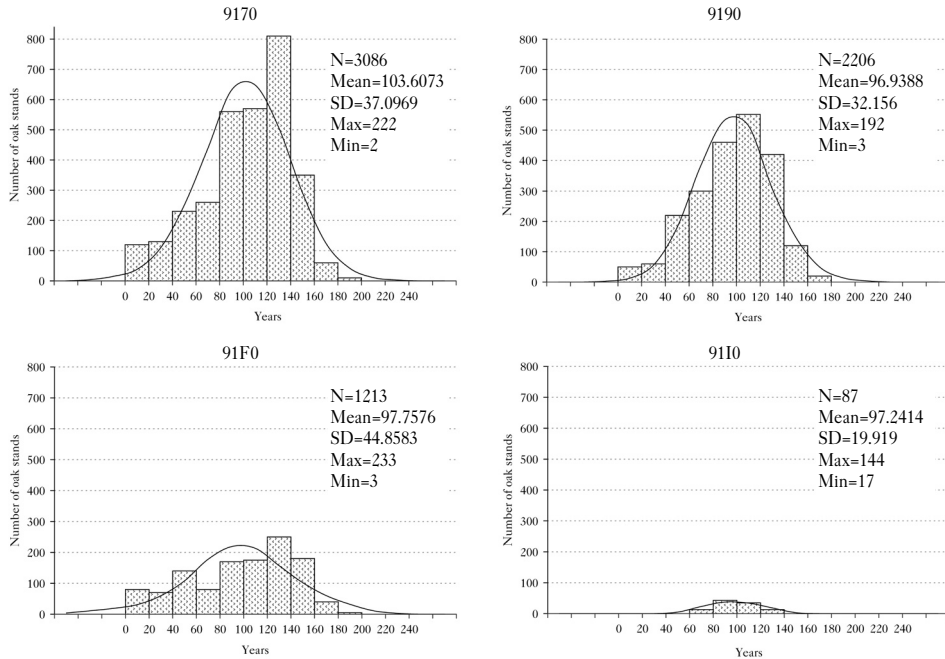 9170
800
700
600
500
400
300
200
100
0
Number of oak stands
N=3086
Mean=103.6073
SD=37.0969
Max=222
Min=2
0 20 40 60 80 100 120 140 160 180 200 220 240
Years
9190
800
700
600
500
400
300
200
100
0
Number of oak stands
N=2206
Mean=96.9388
SD=32.156
Max=192
Min=3
0 20 40 60 80 100 120 140 160 180 200 220 240
Years
91F0
800
700
600
500
400
300
200
100
0
Number of oak stands
N=1213
Mean=97.7576
SD=44.8583
Max=233
Min=3
0 20 40 60 80 100 120 140 160 180 200 220 240
Years
91I0
800
700
600
500
400
300
200
100
0
Number of oak stands
N=87
Mean=97.2414
SD=19.919
Max=144
Min=17
0 20 40 60 80 100 120 140 160 180 200 220 240
Years